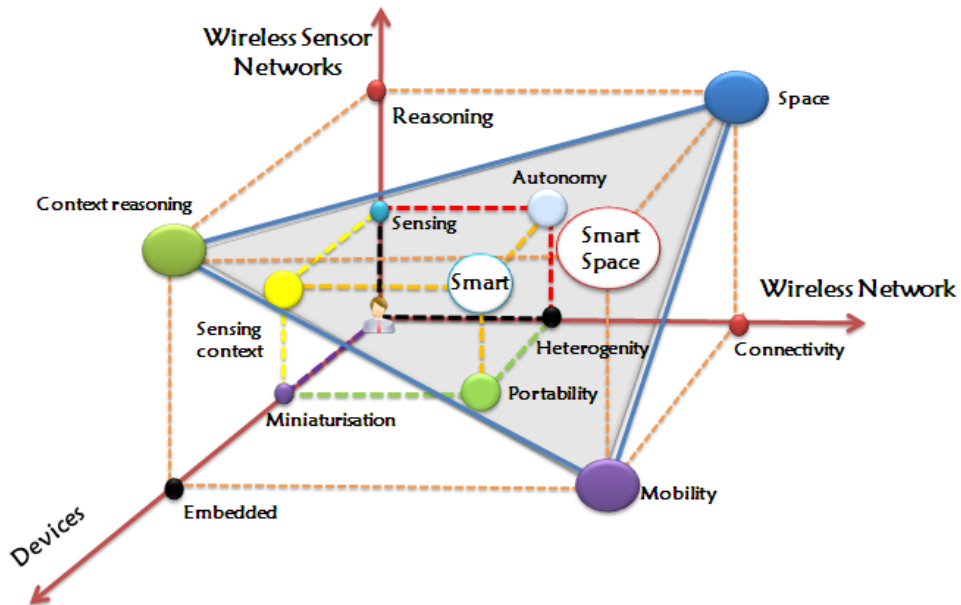 Wireless Sensor
Networks
Reasoning
Space
Autonomy
Context reasoning
Sensing
Smart
Space
Smart
Wireless Network
Sensing
context
Heterogenity
Connectivity
Portability
Miniaturisation
Mobility
Embedded
Devices